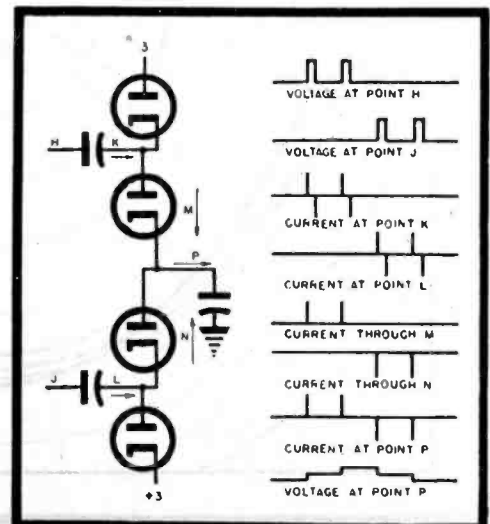 3
H K
M
P
N
J L
+3
VOLTAGE AT POINT H
VOLTAGE AT POINT J
CURRENT AT POINT K
CURRENT AT POINT L
CURRENT THROUGH M
CURRENT THROUGH N
CURRENT AT POINT P
VOLTAGE AT POINT P